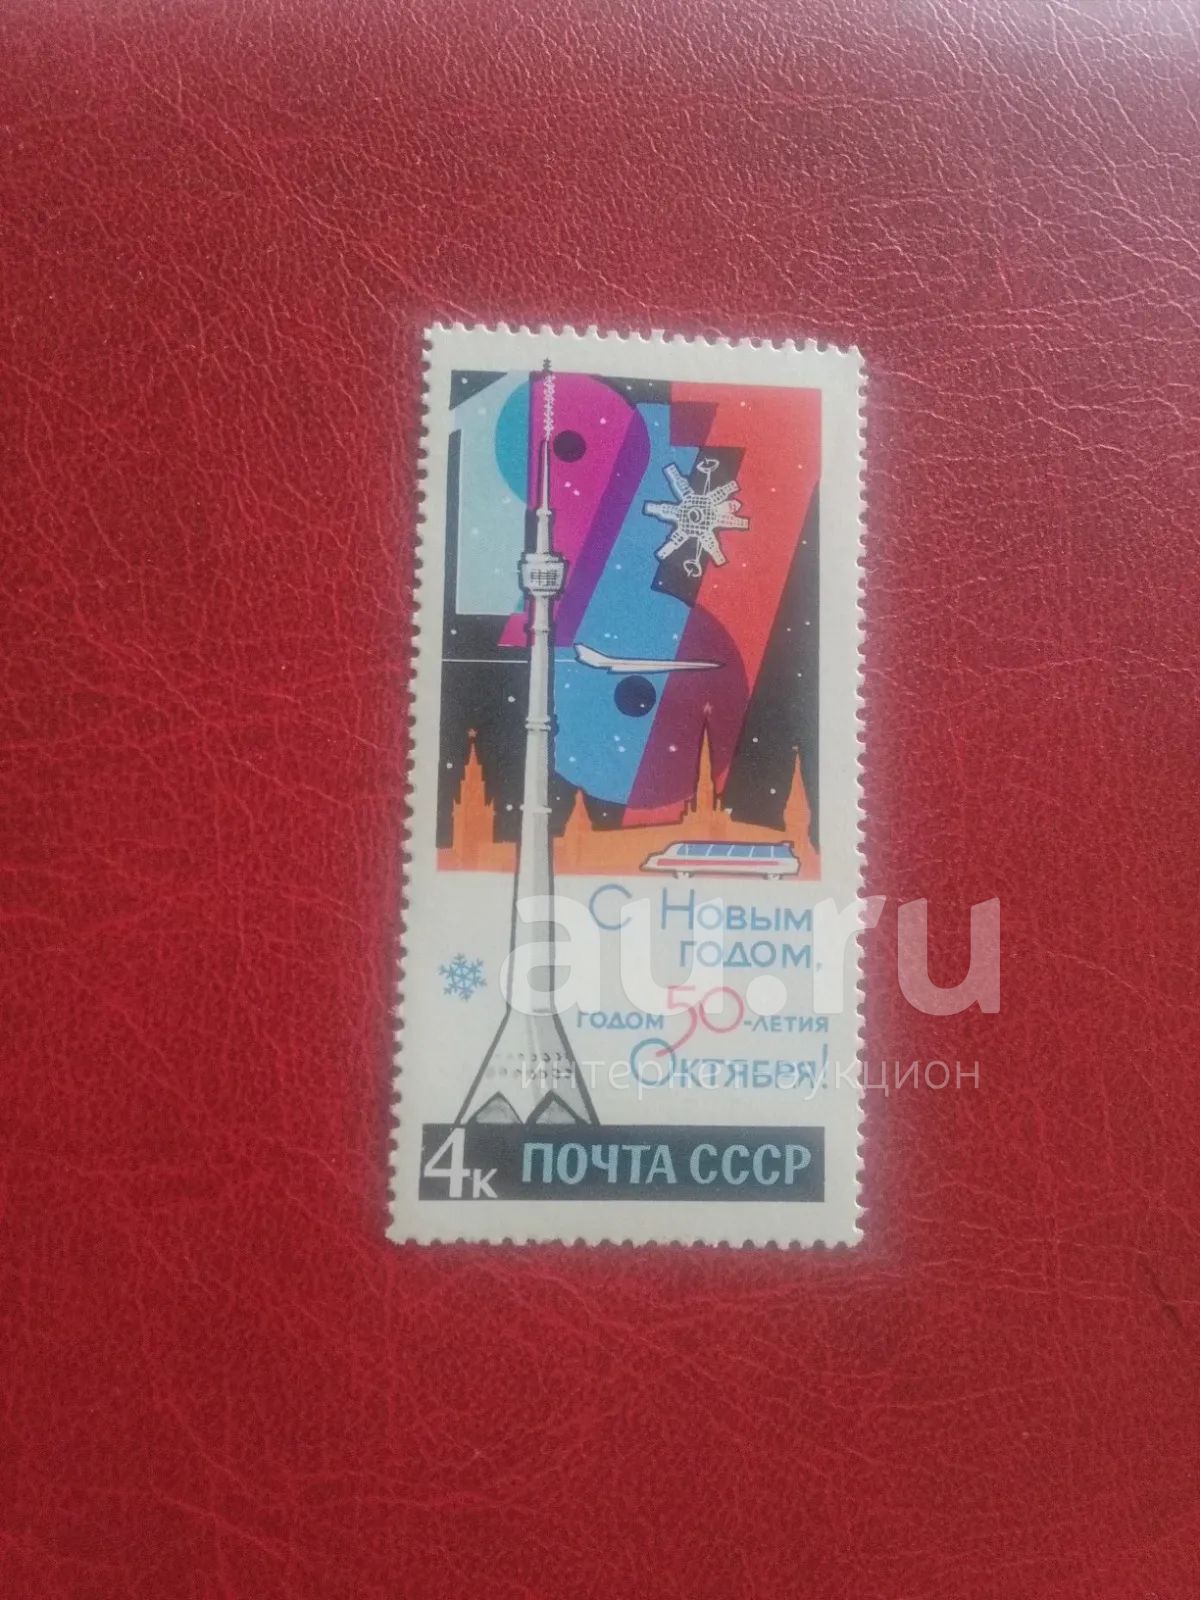 1967
С Новым
годом,
годом 50-летия
Октября!
au.ru
интернет аукцион
4к ПОЧТА СССР